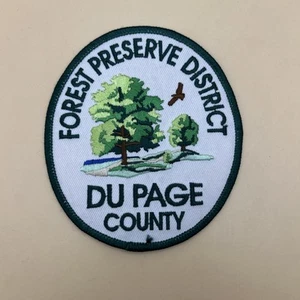 FOREST PRESERVE DISTRICT
DU PAGE
COUNTY